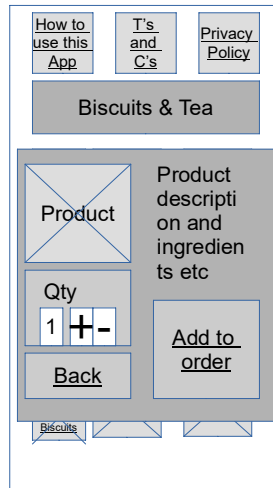 How to
use this
App
T's
and
C's
Privacy
Policy
Biscuits & Tea
Product
Product
descripti
on and
ingredien
ts etc
Qty
1 + -
Add to
order
Back
Biscuits